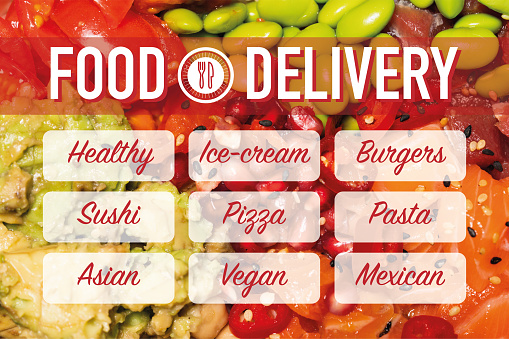 FOOD DELIVERY
Healthy Ice-cream Burgers
Sushi Pizza Pasta
Asian Vegan Mexican